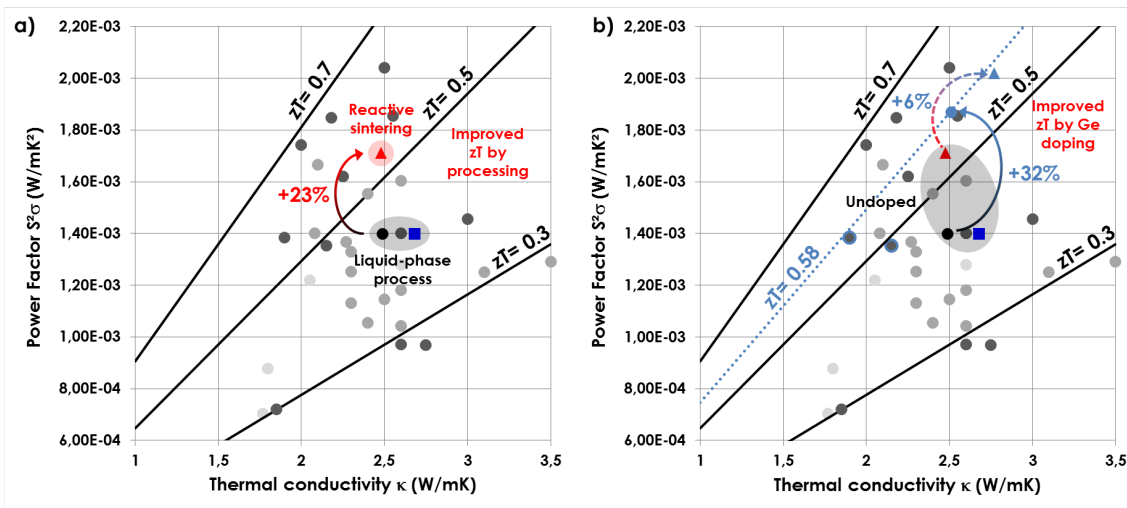 a)
2,20E-03
2,00E-03
1,80E-03
1,60E-03
1,40E-03
1,20E-03
1,00E-03
8,00E-04
6,00E-04
Power Factor S²σ (W/mK²)
1
1,5
2
2,5
3
3,5
Thermal conductivity κ (W/mK)
zT= 0.7
zT= 0.5
zT= 0.3
Reactive
sintering
Improved
zT by
processing
+23%
Liquid-phase
process
b)
2,20E-03
2,00E-03
1,80E-03
1,60E-03
1,40E-03
1,20E-03
1,00E-03
8,00E-04
6,00E-04
Power Factor S²σ (W/mK²)
1
1,5
2
2,5
3
3,5
Thermal conductivity κ (W/mK)
zT= 0.7
zT= 0.5
zT= 0.3
zT= 0.58
+6%
Improved
zT by Ge
doping
+32%
Undoped